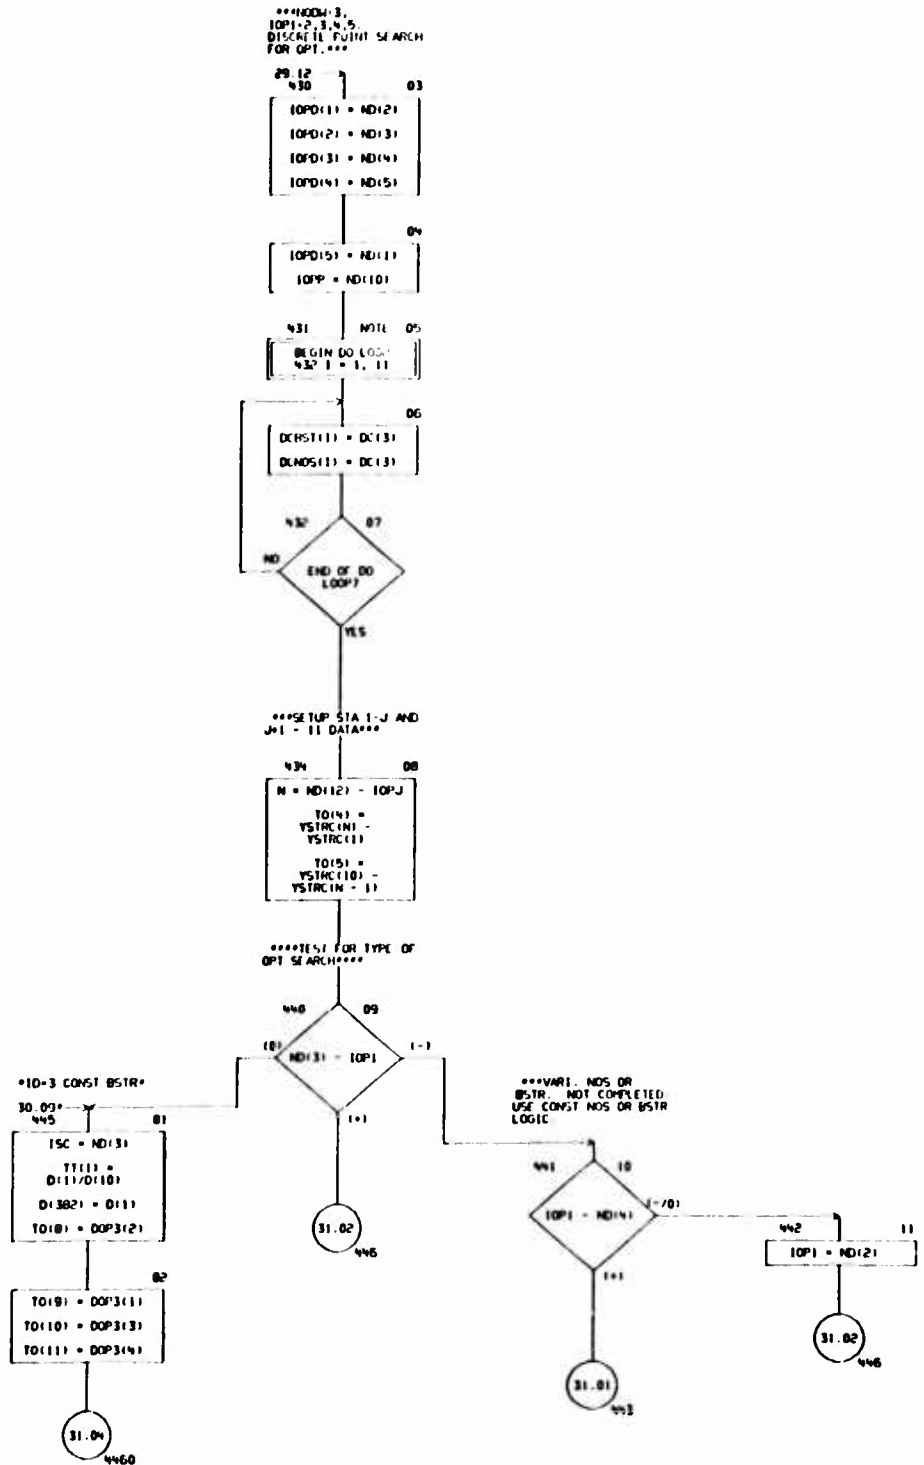 ***NODW=3,
IOPI=2,3,4,5.
DISCRETE POINT SEARCH
FOR OPT.***
29.12
430 03
IOPD(1) = ND(2)
IOPD(2) = ND(3)
IOPD(3) = ND(4)
IOPD(4) = ND(5)
04
IOPD(5) = ND(1)
IOPP = ND(10)
431 NOTE 05
BEGIN DO LOOP
432 I = 1, 11
06
DCBST(I) = DC(3)
DCNOS(I) = DC(3)
432 07
NO
END OF DO
LOOP?
YES
***SETUP STA 1-J AND
J+1 - 11 DATA***
434 08
N = ND(12) - IOPJ
TO(4) =
YSTRC(N) -
YSTRC(1)
TO(5) =
YSTRC(10) -
YSTRC(N - 1)
****TEST FOR TYPE OF
OPT SEARCH****
440 09
(0) ND(3) - IOPI (-)
(+)
31.02
446
*ID=3 CONST BSTR*
30.09*
445 01
ISC = ND(3)
TT(1) =
D(1)/D(10)
D(382) = D(1)
TO(8) = DOP3(2)
02
TO(9) = DOP3(1)
TO(10) = DOP3(3)
TO(11) = DOP3(4)
31.04
4460
***VARI. NOS OR
BSTR. NOT COMPLETED
USE CONST NOS OR BSTR
LOGIC
441 10
IOPI - ND(4) (-/0)
(+)
31.01
443
442 11
IOPI = ND(2)
31.02
446